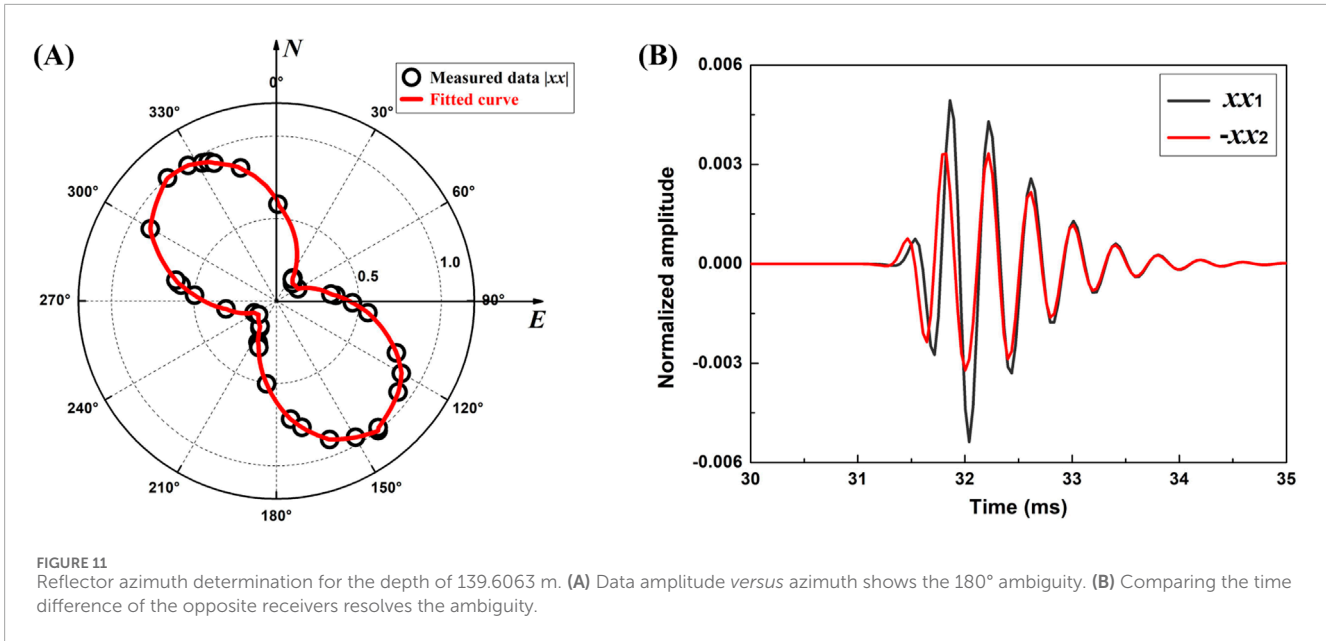 (A)
N
0°
Measured data |xx|
Fitted curve
330°
30°
300°
60°
1.0
0.5
270°
90°
E
240°
120°
210°
150°
180°
(B)
0.006
xx1
-xx2
0.003
0.000
-0.003
-0.006
Normalized amplitude
30
31
32
33
34
35
Time (ms)
FIGURE 11
Reflector azimuth determination for the depth of 139.6063 m. (A) Data amplitude versus azimuth shows the 180° ambiguity. (B) Comparing the time
difference of the opposite receivers resolves the ambiguity.